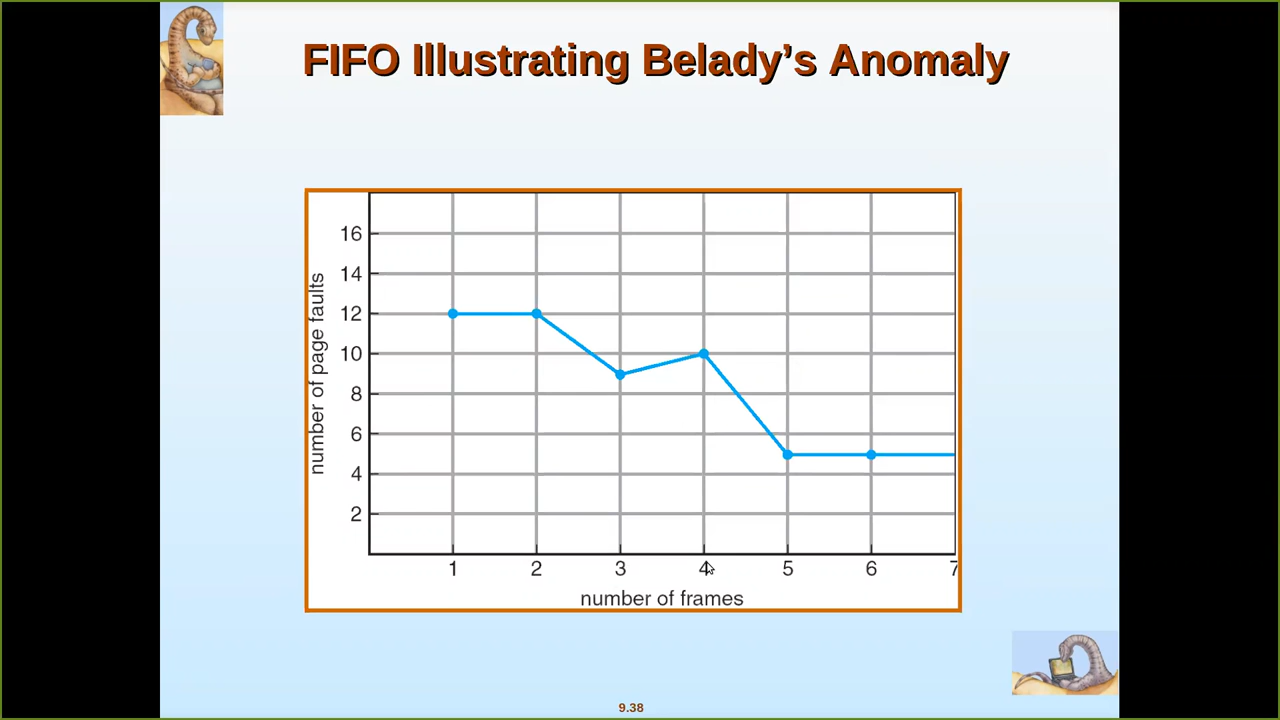 FIFO Illustrating Belady’s Anomaly
number of page faults
16
14
12
10
8
6
4
2
1 2 3 4 5 6 7
number of frames
9.38